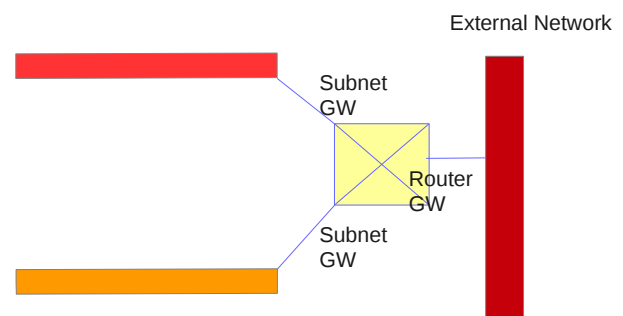 External Network
Subnet
GW
Router
GW
Subnet
GW